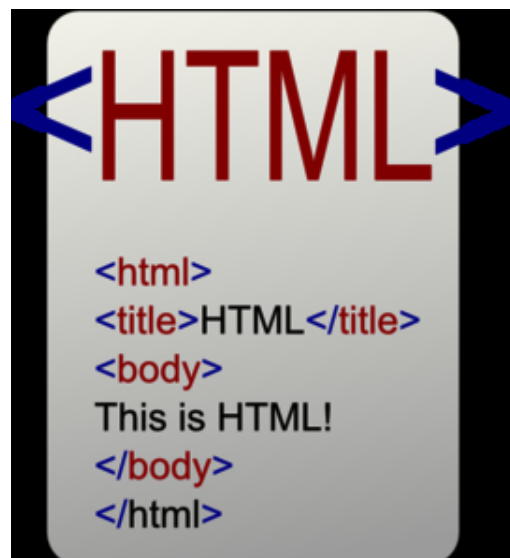 <HTML>
<html>
<title>HTML</title>
<body>
This is HTML!
</body>
</html>